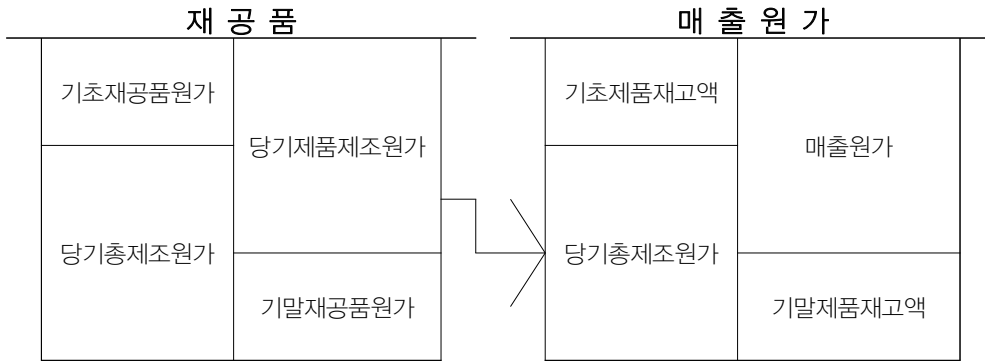 재 공 품
기초재공품원가
당기제품제조원가
당기총제조원가
기말재공품원가
매 출 원 가
기초제품재고액
매출원가
당기총제조원가
기말제품재고액